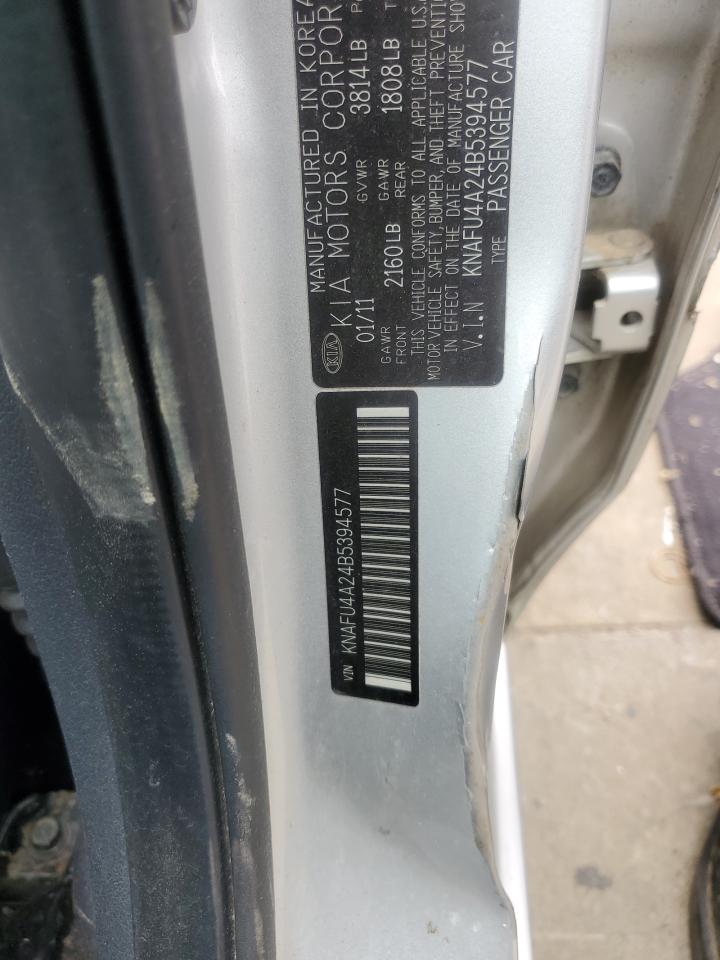 MANUFACTURED IN KOREA
KIA MOTORS CORPOR
01/11 GVWR 3814LB
GAWR FRONT 2160LB GAWR REAR 1808LB
THIS VEHICLE CONFORMS TO ALL APPLICABLE U.S.
MOTOR VEHICLE SAFETY, BUMPER, AND THEFT PREVENTI
IN EFFECT ON THE DATE OF MANUFACTURE SHO
V.I.N KNAFU4A24B5394577
TYPE PASSENGER CAR
KIA
VIN KNAFU4A24B5394577